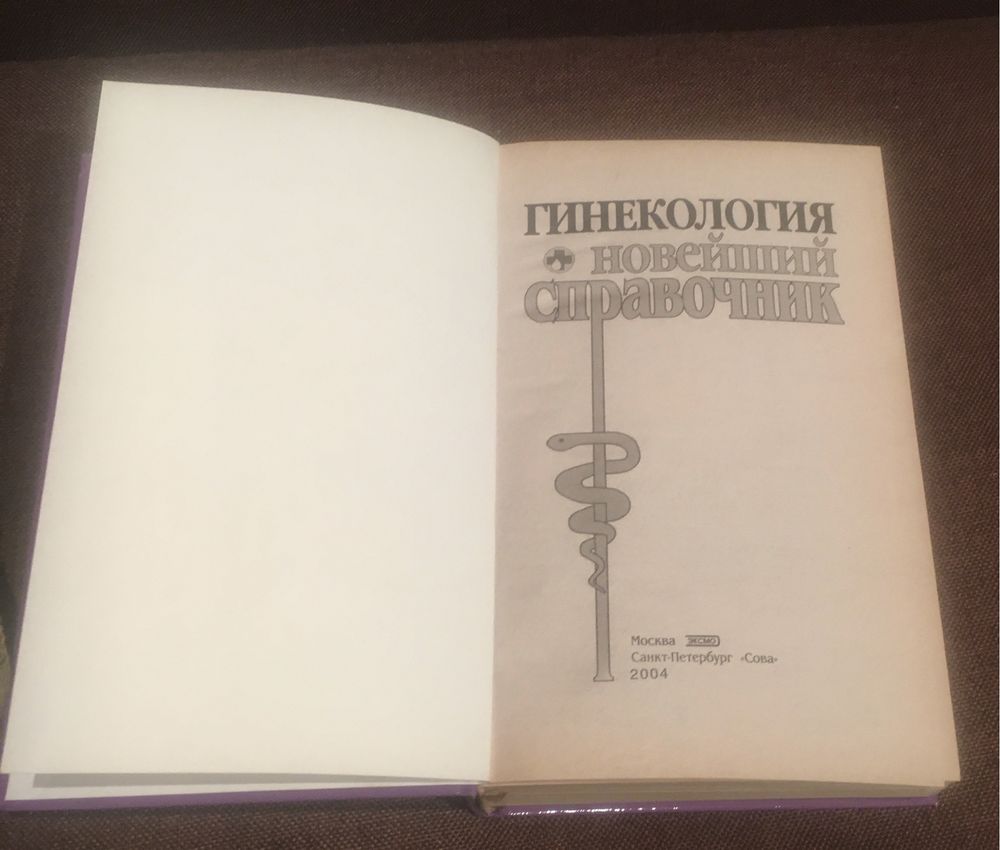 ГИНЕКОЛОГИЯ
новейший
справочник
Москва ЭКСМО
Санкт-Петербург «Сова»
2004